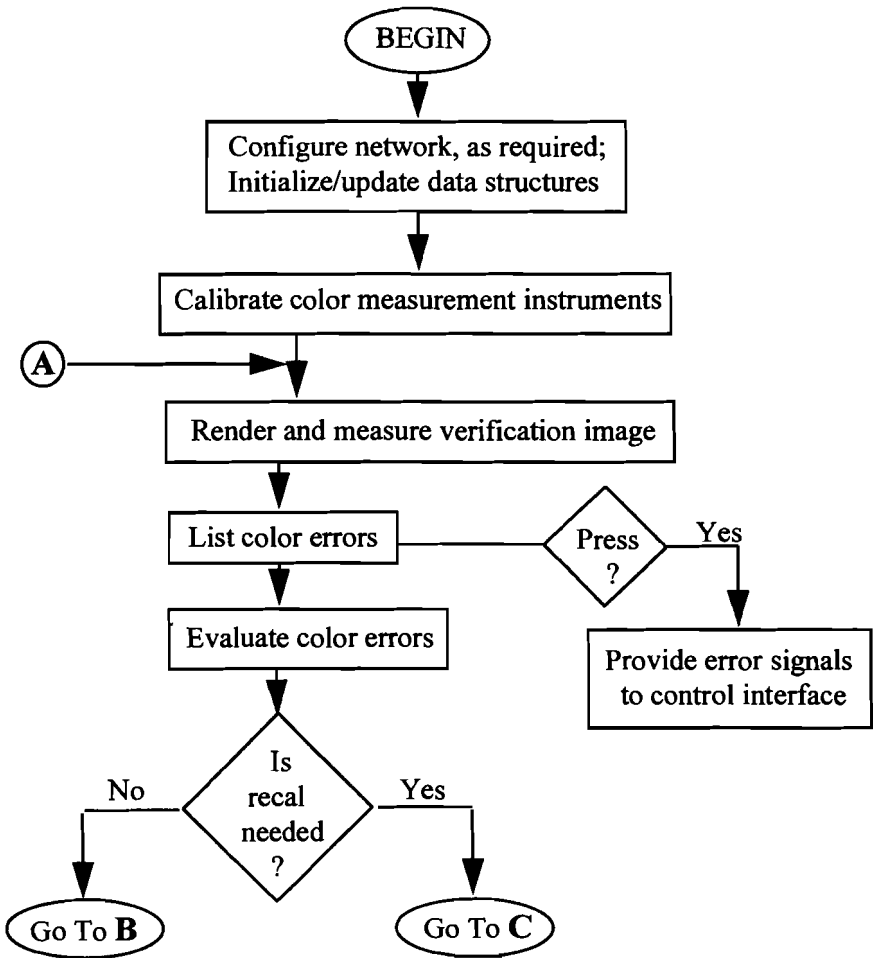 BEGIN
Configure network, as required;
Initialize/update data structures
Calibrate color measurement instruments
A
Render and measure verification image
List color errors
Press
?
Yes
Evaluate color errors
Provide error signals
to control interface
Is
recal
needed
?
No
Yes
Go To B
Go To C